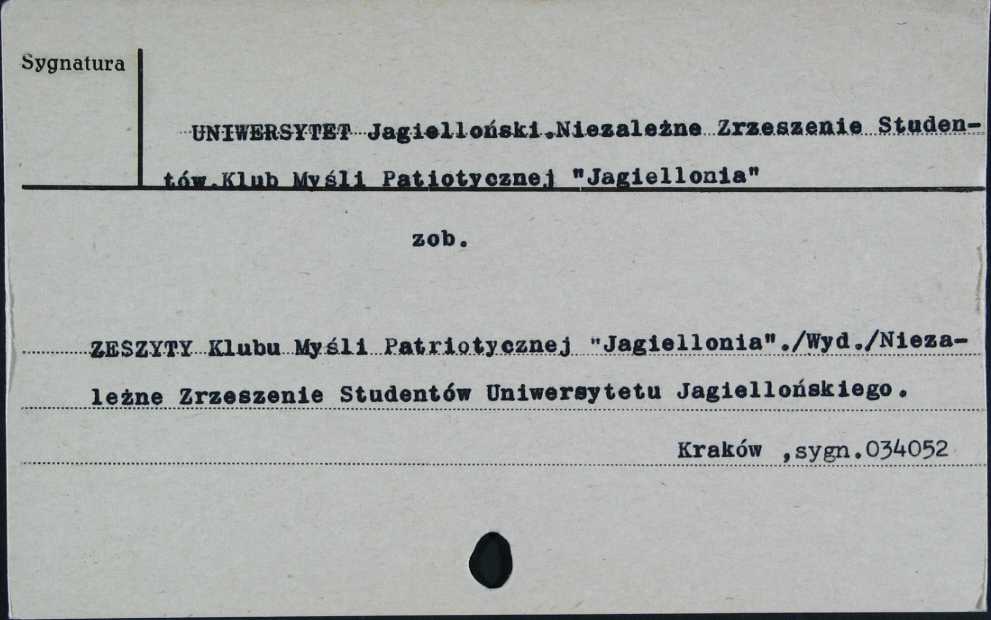 Sygnatura
UNIWERSYTET Jagielloński.Niezależne Zrzeszenie Studen-
tów.Klub Myśli Patiotycznej "Jagiellonia"
zob.
ZESZYTY Klubu Myśli Patriotycznej "Jagiellonia"./Wyd./Nieza-
leżne Zrzeszenie Studentów Uniwersytetu Jagiellońskiego.
Kraków ,sygn.034052